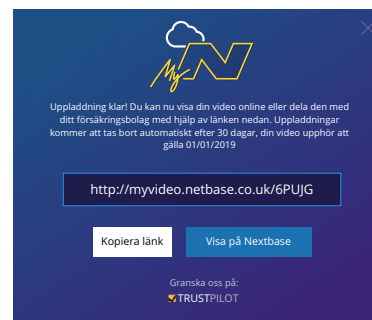 My N
Uppladdning klar! Du kan nu visa din video online eller dela den med
ditt försäkringsbolag med hjälp av länken nedan. Uppladdningar
kommer att tas bort automatiskt efter 30 dagar, din video upphör att
gälla 01/01/2019
http://myvideo.netbase.co.uk/6PUJG
Kopiera länk
Visa på Nextbase
Granska oss på:
TRUSTPILOT